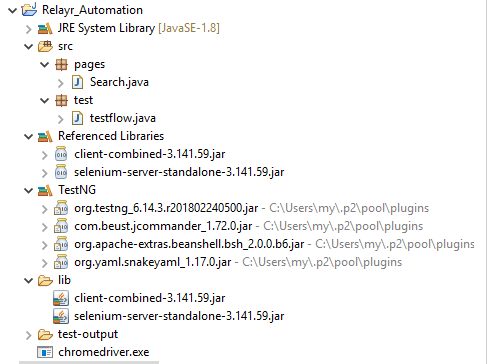 Relayr_Automation
JRE System Library [JavaSE-1.8]
src
pages
Search.java
test
testflow.java
Referenced Libraries
client-combined-3.141.59.jar
selenium-server-standalone-3.141.59.jar
TestNG
org.testng_6.14.3.r201802240500.jar - C:\Users\my\.p2\pool\plugins
com.beust.jcommander_1.72.0.jar - C:\Users\my\.p2\pool\plugins
org.apache-extras.beanshell.bsh_2.0.0.b6.jar - C:\Users\my\.p2\pool\plugins
org.yaml.snakeyaml_1.17.0.jar - C:\Users\my\.p2\pool\plugins
lib
client-combined-3.141.59.jar
selenium-server-standalone-3.141.59.jar
test-output
chromedriver.exe